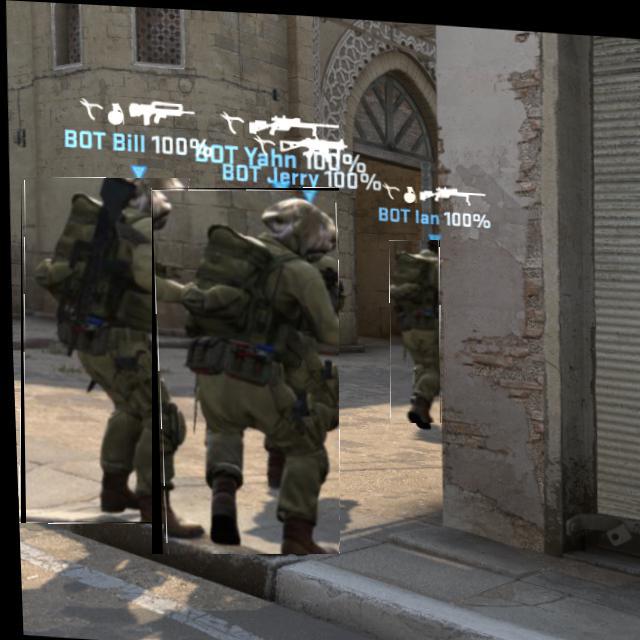 BOT Bill 100%
BOT Yahn 100%
BOT Jerry 100%
BOT Ian 100%